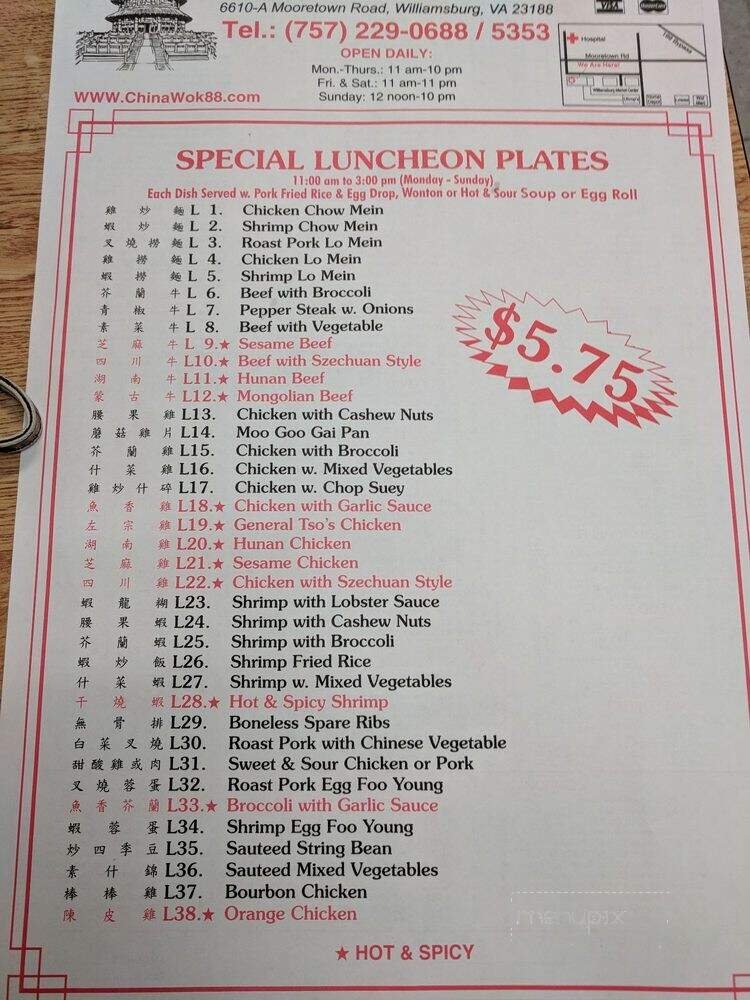 6610-A Mooretown Road, Williamsburg, VA 23188
VISA MasterCard
Tel.: (757) 229-0688 / 5353
OPEN DAILY:
Mon.-Thurs.: 11 am-10 pm
Fri. & Sat.: 11 am-11 pm
Sunday: 12 noon-10 pm
WWW.ChinaWok88.com
Hospital
Mooretown Rd
We Are Here!
Williamsburg Market Center
SPECIAL LUNCHEON PLATES
11:00 am to 3:00 pm (Monday - Sunday)
Each Dish Served w. Pork Fried Rice & Egg Drop, Wonton or Hot & Sour Soup or Egg Roll
雞炒麵 L 1. Chicken Chow Mein
蝦炒麵 L 2. Shrimp Chow Mein
叉燒撈麵 L 3. Roast Pork Lo Mein
雞撈麵 L 4. Chicken Lo Mein
蝦撈麵 L 5. Shrimp Lo Mein
芥蘭牛 L 6. Beef with Broccoli
青椒牛 L 7. Pepper Steak w. Onions
素菜牛 L 8. Beef with Vegetable
芝麻牛 L 9.★ Sesame Beef
四川牛 L10.★ Beef with Szechuan Style
湖南牛 L11.★ Hunan Beef
蒙古牛 L12.★ Mongolian Beef
腰果雞 L13. Chicken with Cashew Nuts
蘑菇雞片 L14. Moo Goo Gai Pan
芥蘭雞 L15. Chicken with Broccoli
什菜雞 L16. Chicken w. Mixed Vegetables
雞炒什碎 L17. Chicken w. Chop Suey
魚香雞 L18.★ Chicken with Garlic Sauce
左宗雞 L19.★ General Tso's Chicken
湖南雞 L20.★ Hunan Chicken
芝麻雞 L21.★ Sesame Chicken
四川雞 L22.★ Chicken with Szechuan Style
蝦龍糊 L23. Shrimp with Lobster Sauce
腰果蝦 L24. Shrimp with Cashew Nuts
芥蘭蝦 L25. Shrimp with Broccoli
蝦炒飯 L26. Shrimp Fried Rice
什菜蝦 L27. Shrimp w. Mixed Vegetables
干燒蝦 L28.★ Hot & Spicy Shrimp
無骨排 L29. Boneless Spare Ribs
白菜叉燒 L30. Roast Pork with Chinese Vegetable
甜酸雞或肉 L31. Sweet & Sour Chicken or Pork
叉燒蓉蛋 L32. Roast Pork Egg Foo Young
魚香芥蘭 L33.★ Broccoli with Garlic Sauce
蝦蓉蛋 L34. Shrimp Egg Foo Young
炒四季豆 L35. Sauteed String Bean
素什錦 L36. Sauteed Mixed Vegetables
棒棒雞 L37. Bourbon Chicken
陳皮雞 L38.★ Orange Chicken
$5.75
★ HOT & SPICY
menupix